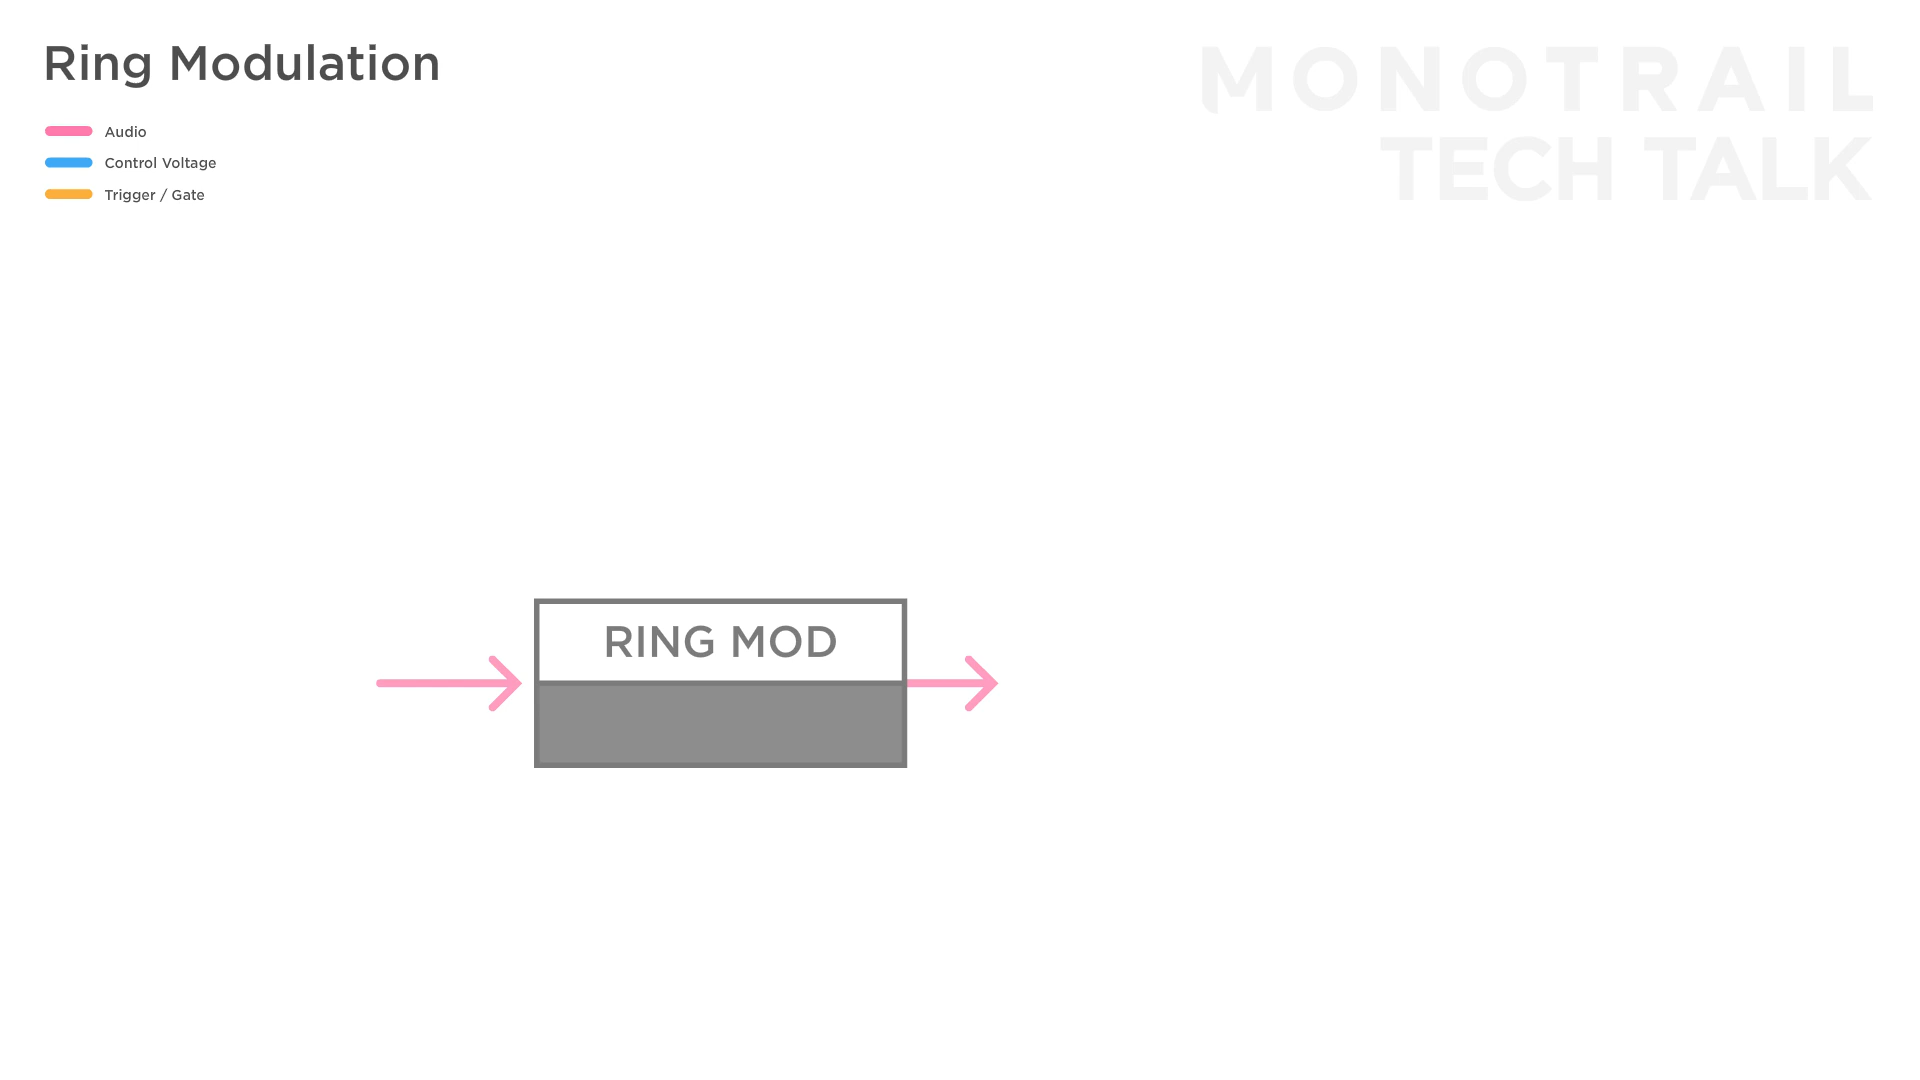 Ring Modulation
MONOTRAIL
TECH TALK
Audio
Control Voltage
Trigger / Gate
RING MOD